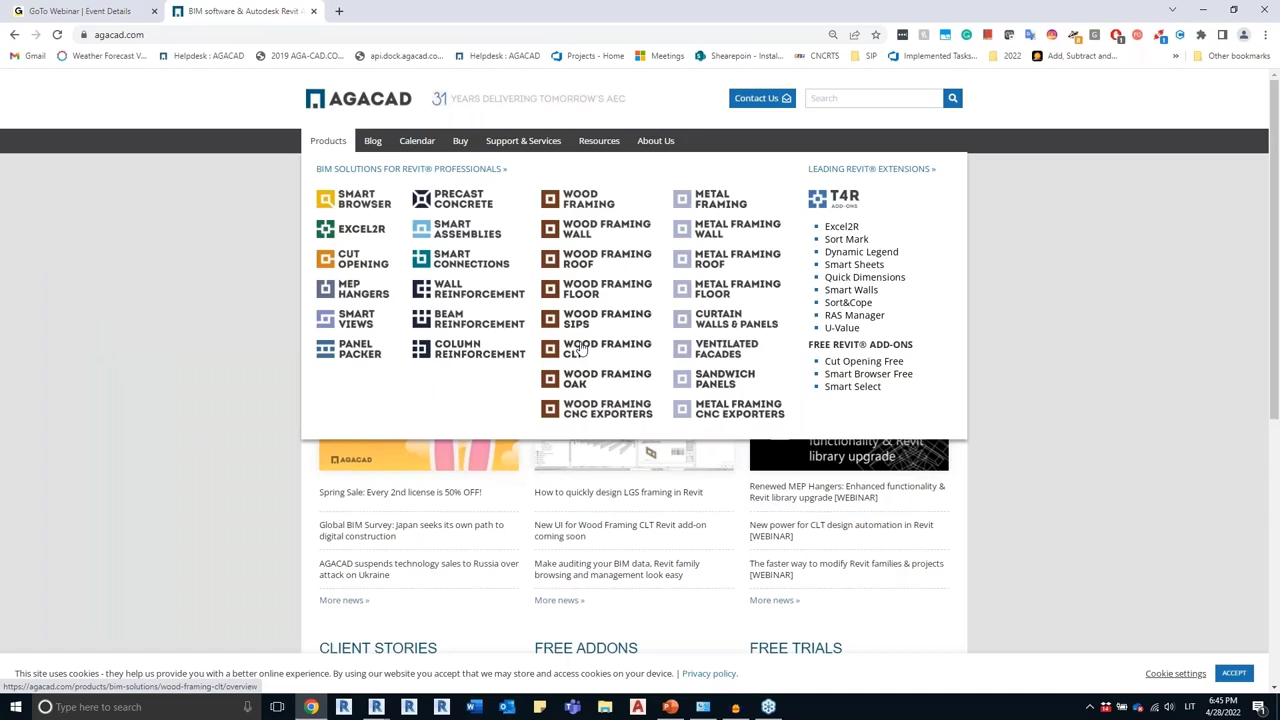 GoTo Webinar | Event Details
BIM software & Autodesk Revit A
agacad.com
Gmail
Weather Forecast V...
Helpdesk : AGACAD
2019 AGA-CAD.CO...
api.dock.agacad.co...
Helpdesk : AGACAD
Projects - Home
Meetings
Sharepoin - Instal...
CNCRTS
SIP
Implemented Tasks...
2022
Add, Subtract and...
Other bookmarks
AGACAD
31 YEARS DELIVERING TOMORROW'S AEC
Contact Us
Search
Products
Blog
Calendar
Buy
Support & Services
Resources
About Us
BIM SOLUTIONS FOR REVIT® PROFESSIONALS »
SMART
BROWSER
EXCEL2R
CUT
OPENING
MEP
HANGERS
SMART
VIEWS
PANEL
PACKER
PRECAST
CONCRETE
SMART
ASSEMBLIES
SMART
CONNECTIONS
WALL
REINFORCEMENT
BEAM
REINFORCEMENT
COLUMN
REINFORCEMENT
WOOD
FRAMING
WOOD FRAMING
WALL
WOOD FRAMING
ROOF
WOOD FRAMING
FLOOR
WOOD FRAMING
SIPS
WOOD FRAMING
CLT
WOOD FRAMING
OAK
WOOD FRAMING
CNC EXPORTERS
METAL
FRAMING
METAL FRAMING
WALL
METAL FRAMING
ROOF
METAL FRAMING
FLOOR
CURTAIN
WALLS & PANELS
VENTILATED
FACADES
SANDWICH
PANELS
METAL FRAMING
CNC EXPORTERS
LEADING REVIT® EXTENSIONS »
T4R
ADD-ONS
Excel2R
Sort Mark
Dynamic Legend
Smart Sheets
Quick Dimensions
Smart Walls
Sort&Cope
RAS Manager
U-Value
FREE REVIT® ADD-ONS
Cut Opening Free
Smart Browser Free
Smart Select
AGACAD
functionality & Revit
library upgrade
Spring Sale: Every 2nd license is 50% OFF!
Global BIM Survey: Japan seeks its own path to
digital construction
AGACAD suspends technology sales to Russia over
attack on Ukraine
More news »
How to quickly design LGS framing in Revit
New UI for Wood Framing CLT Revit add-on
coming soon
Make auditing your BIM data, Revit family
browsing and management look easy
More news »
Renewed MEP Hangers: Enhanced functionality &
Revit library upgrade [WEBINAR]
New power for CLT design automation in Revit
[WEBINAR]
The faster way to modify Revit families & projects
[WEBINAR]
More news »
CLIENT STORIES
FREE ADDONS
FREE TRIALS
This site uses cookies - they help us provide you with a better online experience. By using our website you accept that we may store and access cookies on your device. | Privacy policy.
Cookie settings
ACCEPT
https://agacad.com/products/bim-solutions/wood-framing-clt/overview
Type here to search
LIT
6:45 PM
4/28/2022